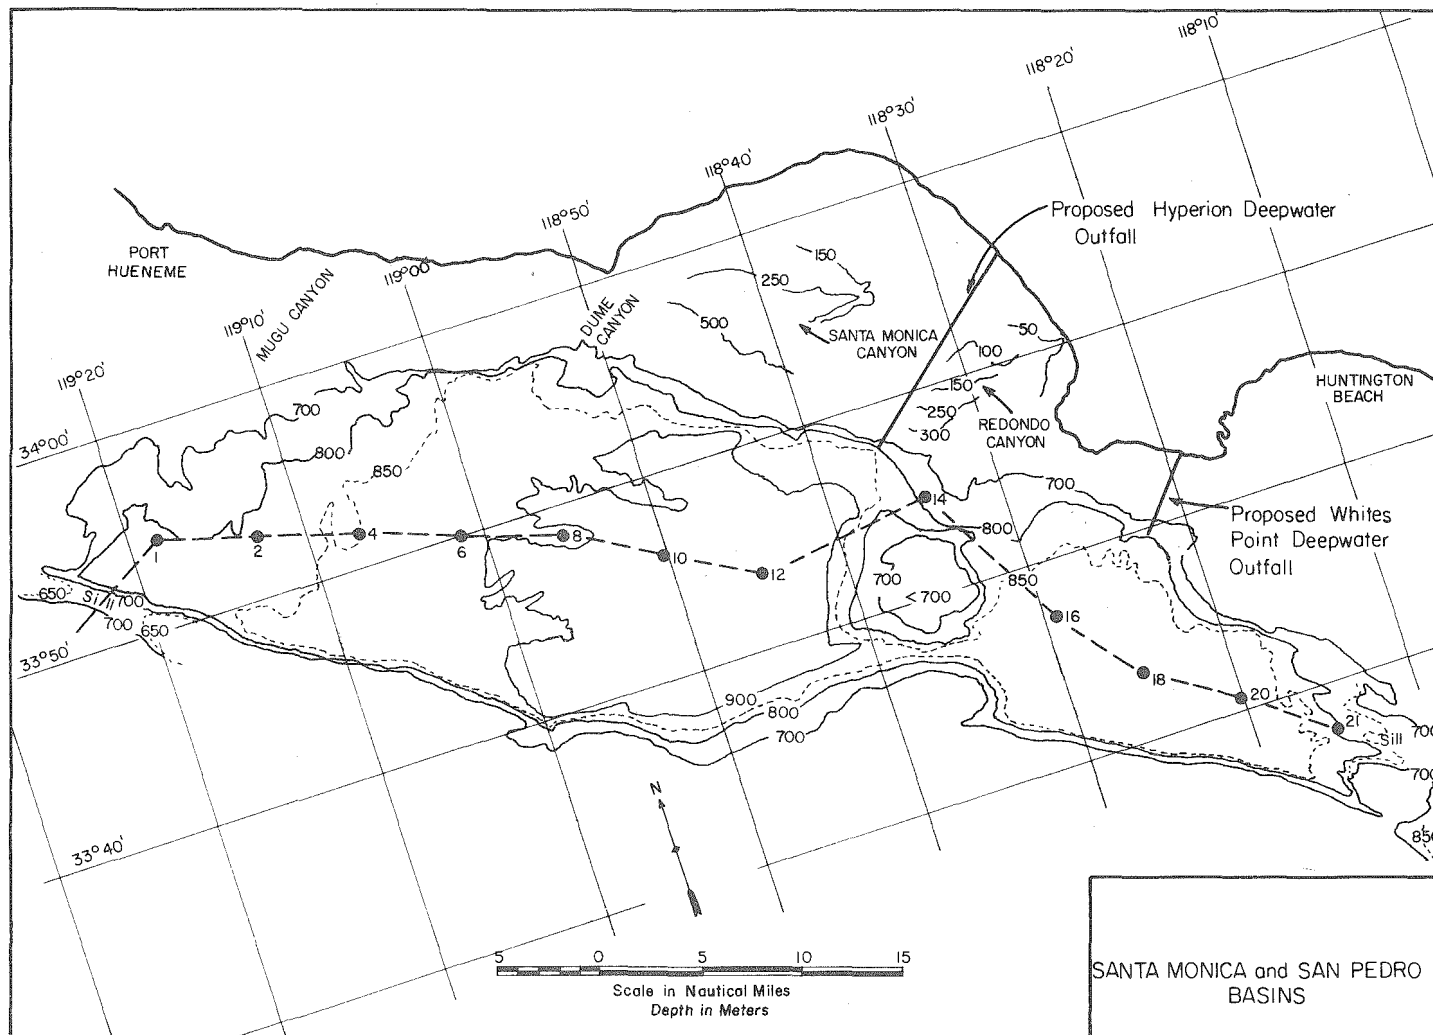 118°10'
118°20'
118°30'
118°40'
118°50'
119°00'
119°10'
119°20'
34°00'
33°50'
33°40'
PORT
HUENEME
MUGU CANYON
DUME
CANYON
Proposed Hyperion Deepwater
Outfall
150
250
500
SANTA MONICA
CANYON
50
100
150
250
300
REDONDO
CANYON
HUNTINGTON
BEACH
Proposed Whites
Point Deepwater
Outfall
700
800
850
700
800
850
700
<700
1
2
4
6
8
10
12
14
16
18
20
21
Sill
650
700
700
650
Sill
700
700
850
900
800
700
N
5 0 5 10 15
Scale in Nautical Miles
Depth in Meters
SANTA MONICA and SAN PEDRO
BASINS